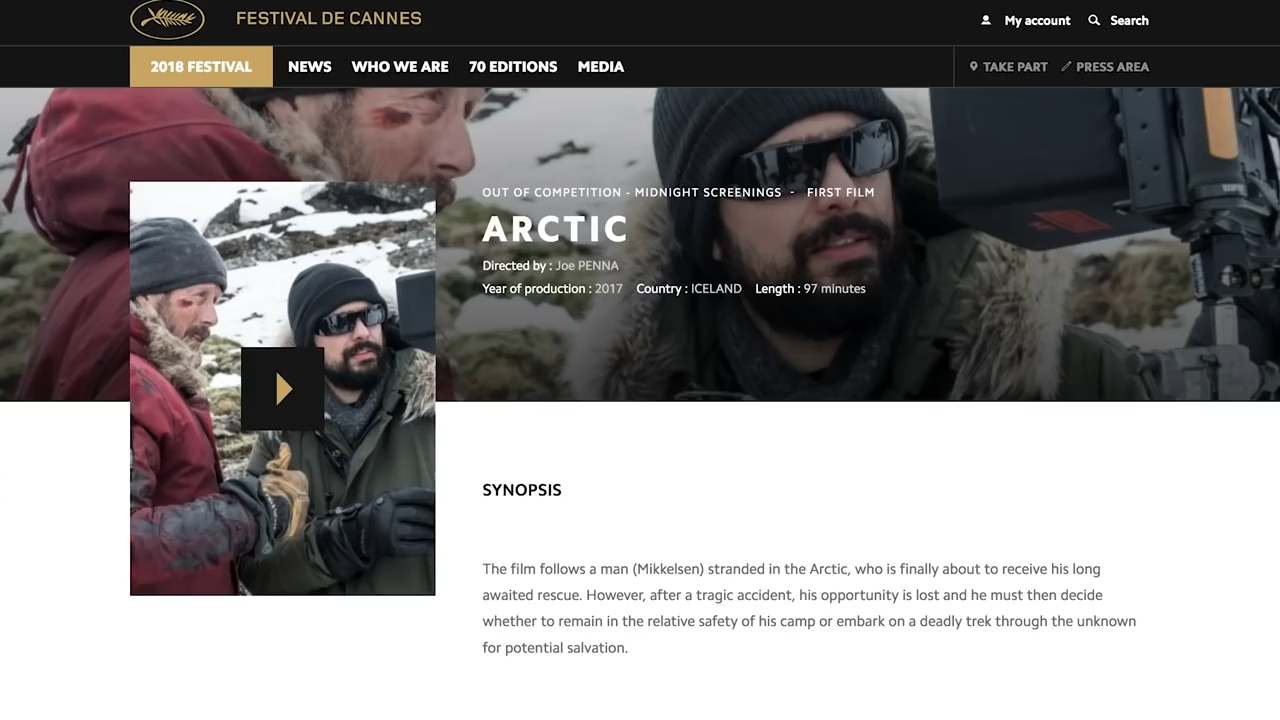 FESTIVAL DE CANNES
My account
Search
2018 FESTIVAL
NEWS
WHO WE ARE
70 EDITIONS
MEDIA
TAKE PART
PRESS AREA
OUT OF COMPETITION - MIDNIGHT SCREENINGS - FIRST FILM
ARCTIC
Directed by : Joe PENNA
Year of production : 2017 Country : ICELAND Length : 97 minutes
SYNOPSIS
The film follows a man (Mikkelsen) stranded in the Arctic, who is finally about to receive his long
awaited rescue. However, after a tragic accident, his opportunity is lost and he must then decide
whether to remain in the relative safety of his camp or embark on a deadly trek through the unknown
for potential salvation.